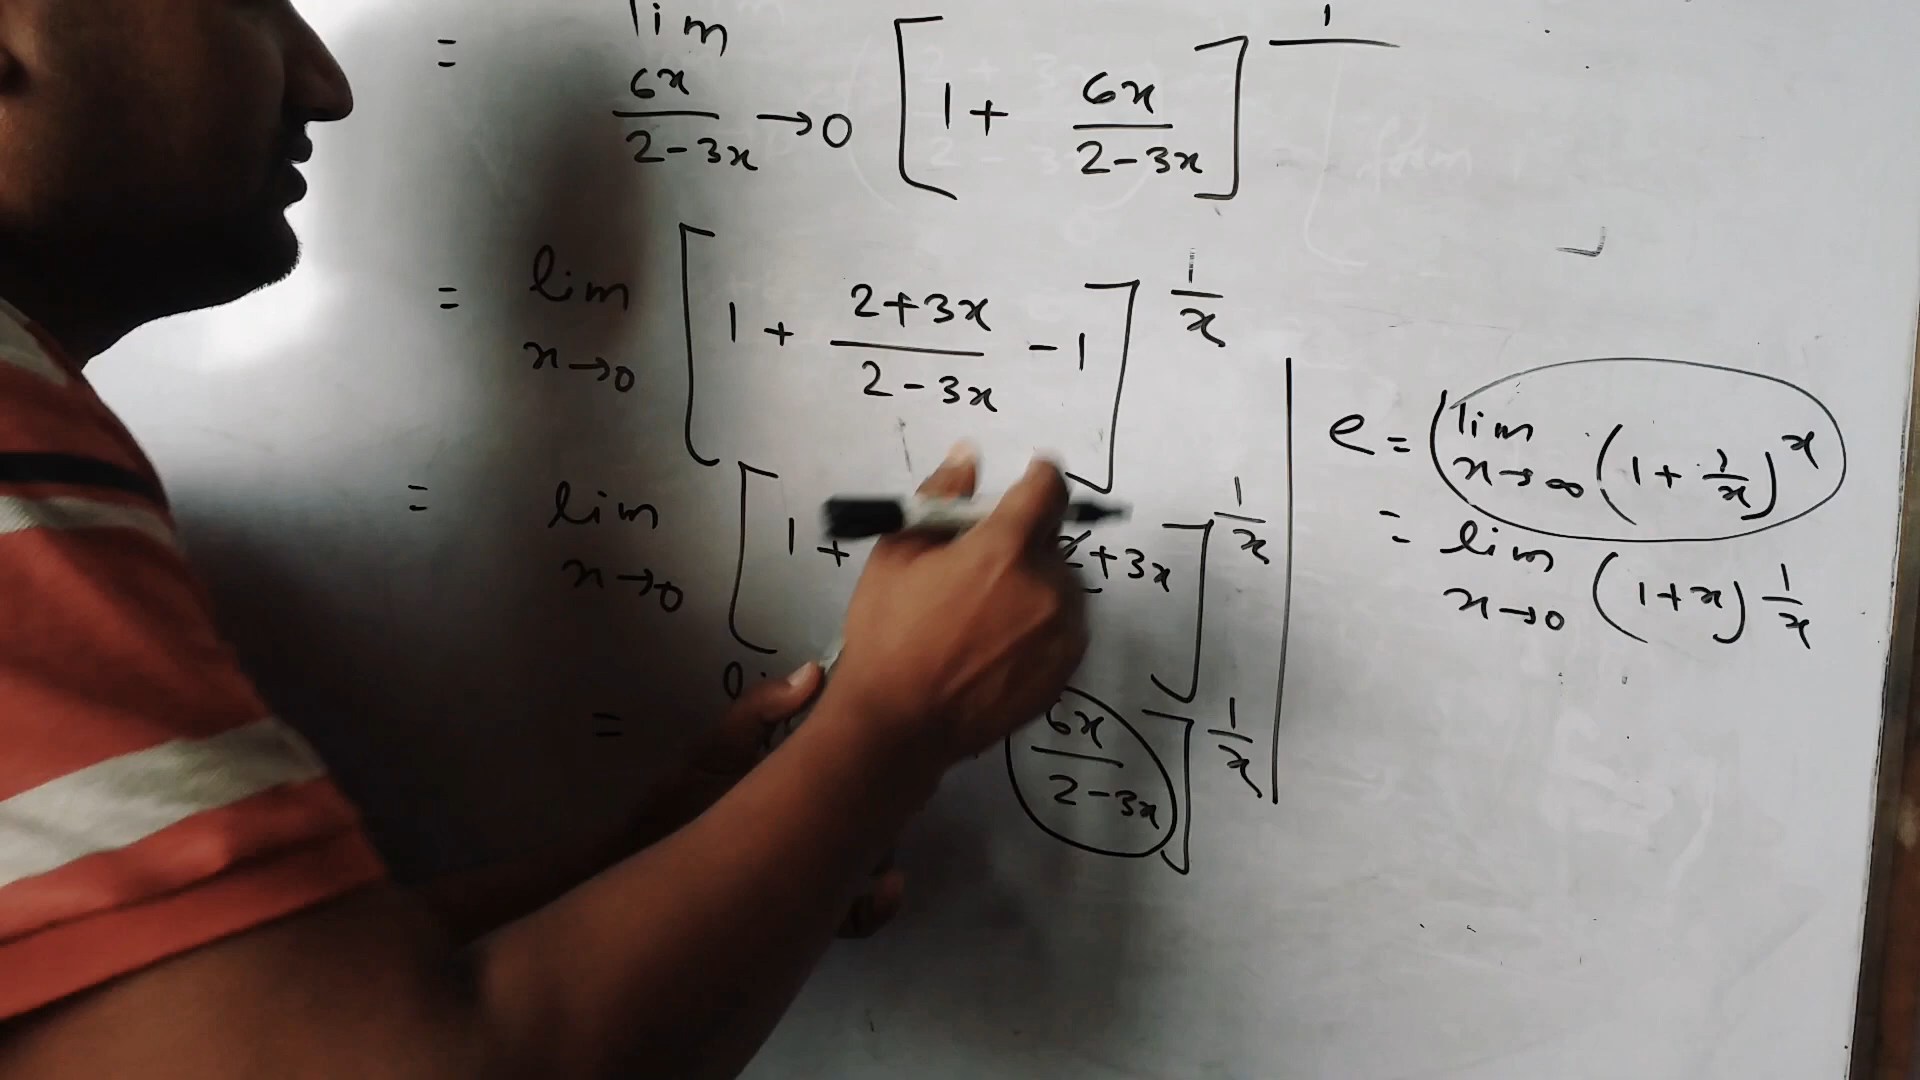 = lim 6x/2-3x →0 [1 + 6x/2-3x] 1
= lim x→0 [1 + 2+3x/2-3x -1] 1/x
= lim x→0 [1 + 2+3x] 1/x
= 6x/2-3x] 1/x
e = lim x→∞ (1 + 1/x)^x
= lim x→0 (1+x) 1/x